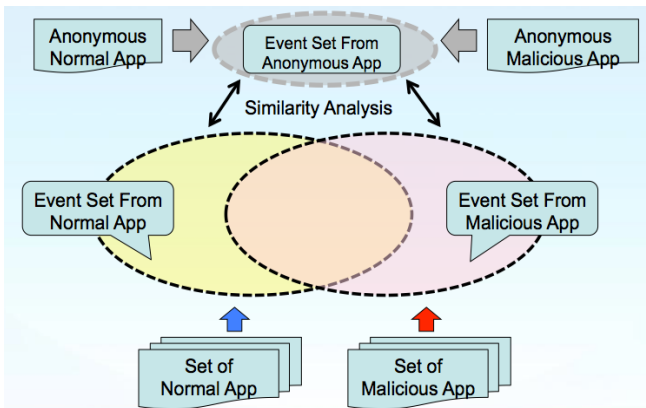 Anonymous
Normal App
Event Set From
Anonymous App
Anonymous
Malicious App
Similarity Analysis
Event Set From
Normal App
Event Set From
Malicious App
Set of
Normal App
Set of
Malicious App